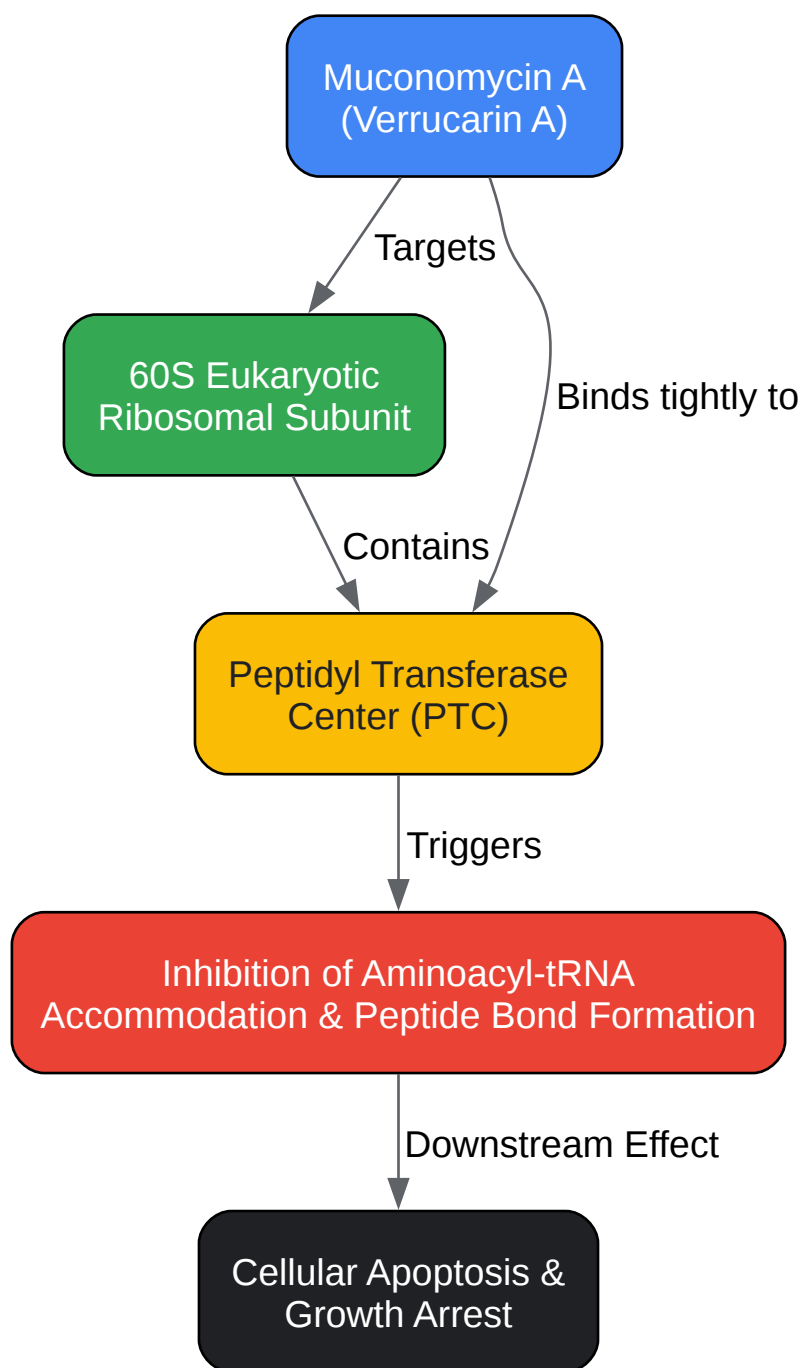 Muconomycin A
(Verrucarin A)
Targets
60S Eukaryotic
Ribosomal Subunit
Binds tightly to
Contains
Peptidyl Transferase
Center (PTC)
Triggers
Inhibition of Aminoacyl-tRNA
Accommodation & Peptide Bond Formation
Downstream Effect
Cellular Apoptosis &
Growth Arrest